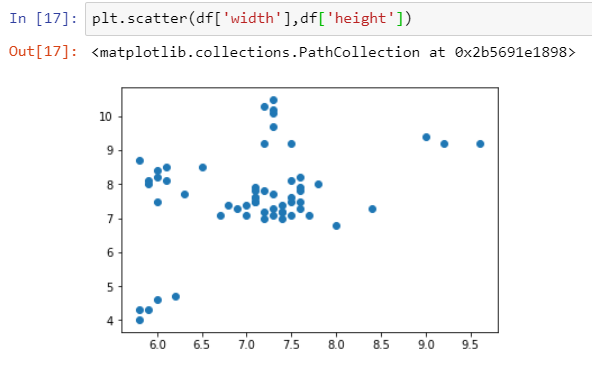 In [17]: plt.scatter(df['width'],df['height'])
Out[17]: <matplotlib.collections.PathCollection at 0x2b5691e1898>
10
9
8
7
6
5
4
6.0 6.5 7.0 7.5 8.0 8.5 9.0 9.5